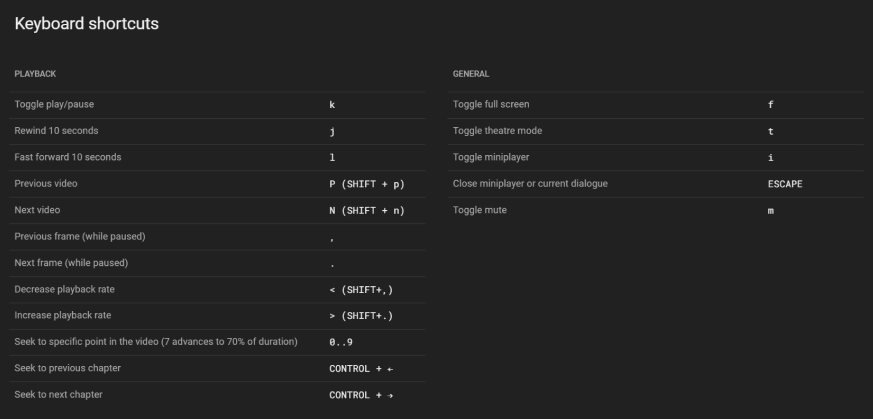 Keyboard shortcuts
PLAYBACK
Toggle play/pause k
Rewind 10 seconds j
Fast forward 10 seconds l
Previous video P (SHIFT + p)
Next video N (SHIFT + n)
Previous frame (while paused) ,
Next frame (while paused) .
Decrease playback rate < (SHIFT+,)
Increase playback rate > (SHIFT+.)
Seek to specific point in the video (7 advances to 70% of duration) 0..9
Seek to previous chapter CONTROL + ←
Seek to next chapter CONTROL + →
GENERAL
Toggle full screen f
Toggle theatre mode t
Toggle miniplayer i
Close miniplayer or current dialogue ESCAPE
Toggle mute m